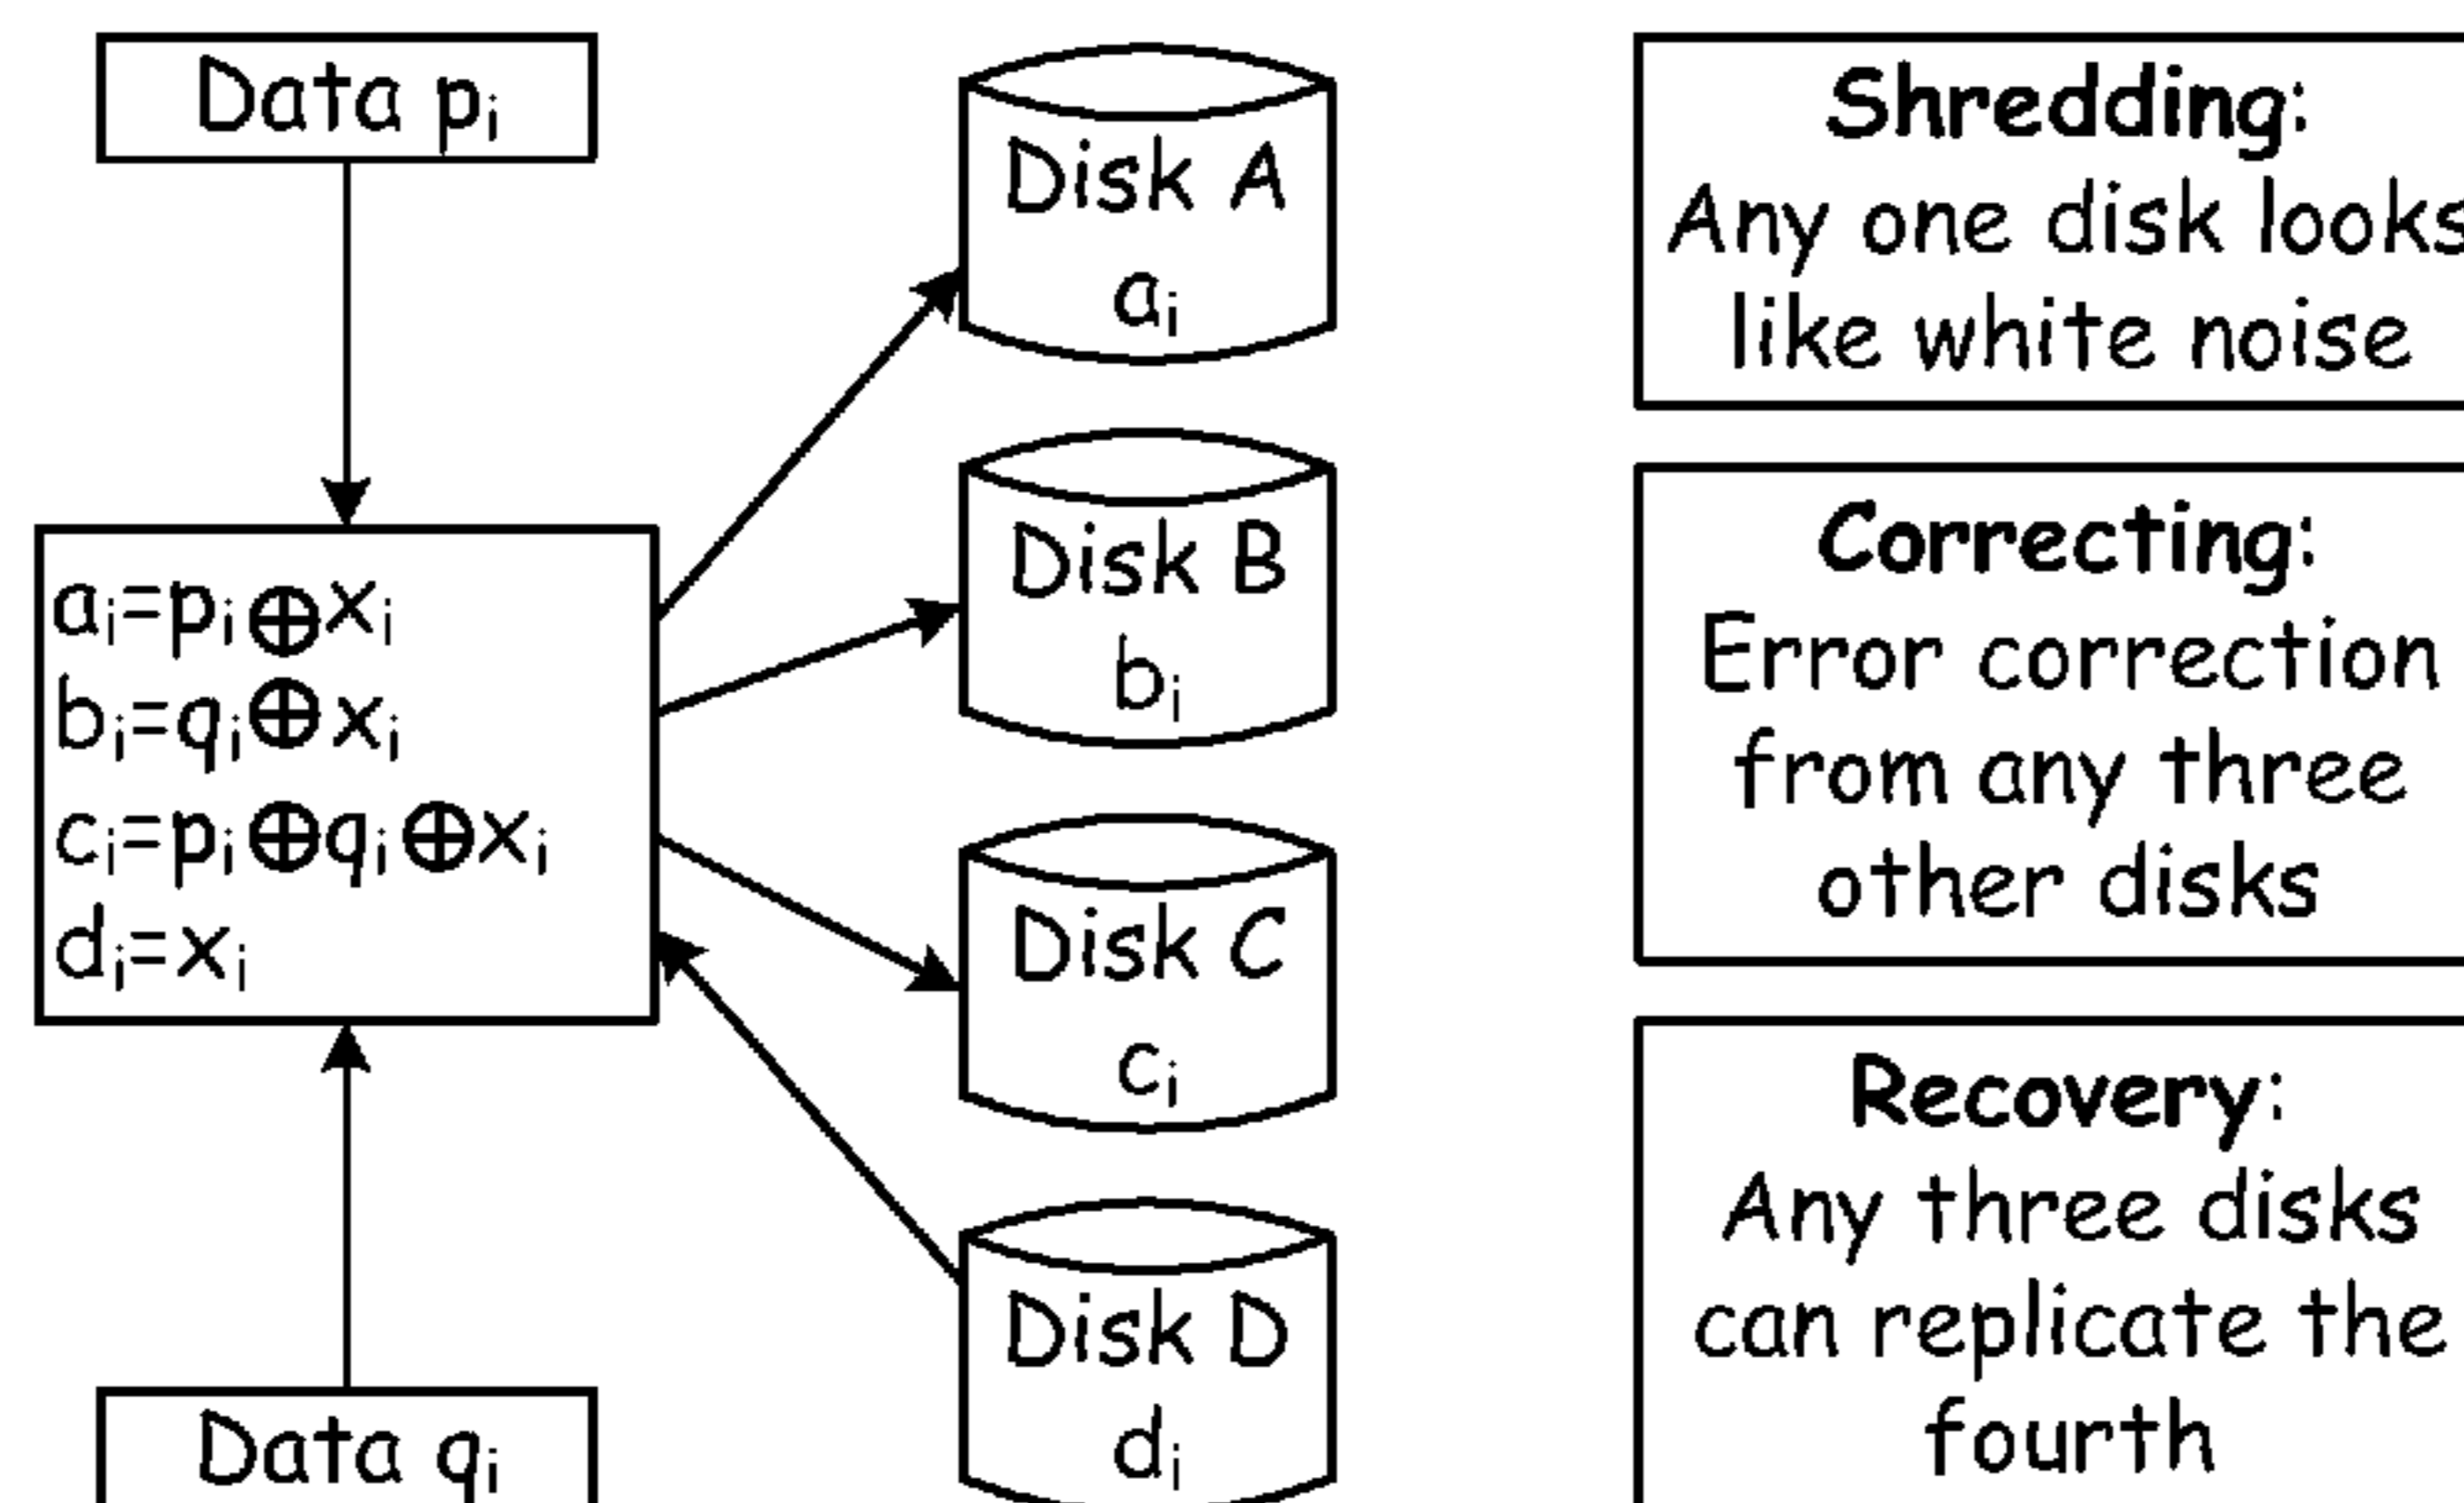 Data pᵢ
aᵢ=pᵢ⊕xᵢ
bᵢ=qᵢ⊕xᵢ
cᵢ=pᵢ⊕qᵢ⊕xᵢ
dᵢ=xᵢ
Data qᵢ
Disk A
aᵢ
Disk B
bᵢ
Disk C
cᵢ
Disk D
dᵢ
Shredding:
Any one disk looks
like white noise
Correcting:
Error correction
from any three
other disks
Recovery:
Any three disks
can replicate the
fourth